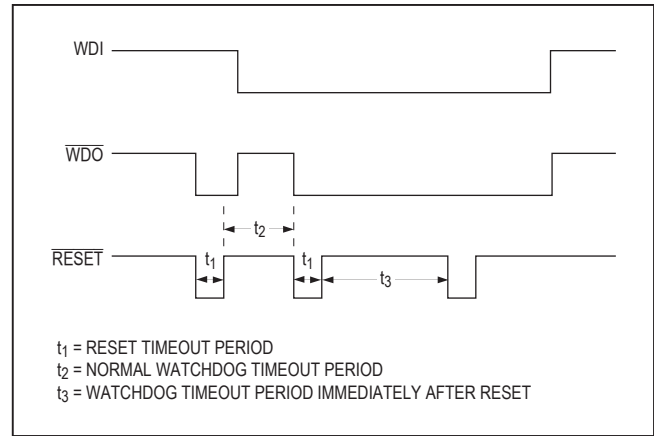 WDI
WDO
t2
RESET
t1
t1
t3
t1 = RESET TIMEOUT PERIOD
t2 = NORMAL WATCHDOG TIMEOUT PERIOD
t3 = WATCHDOG TIMEOUT PERIOD IMMEDIATELY AFTER RESET